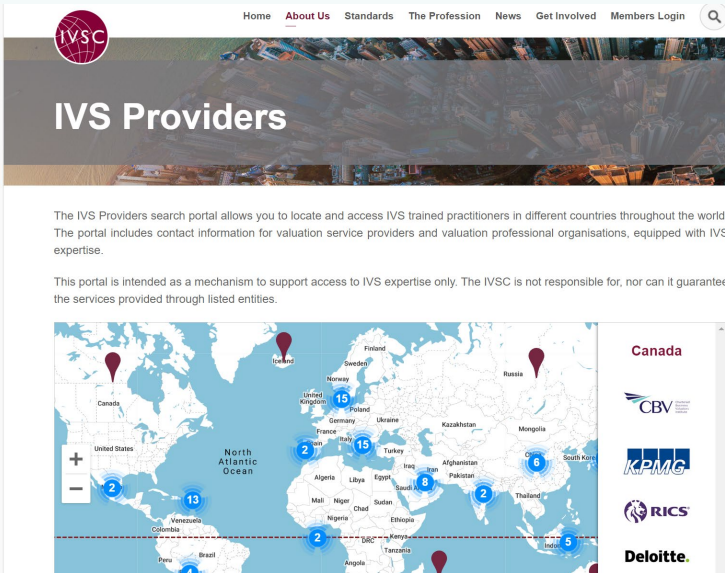 IVSC
Home About Us Standards The Profession News Get Involved Members Login
IVS Providers
The IVS Providers search portal allows you to locate and access IVS trained practitioners in different countries throughout the world
The portal includes contact information for valuation service providers and valuation professional organisations, equipped with IVS
expertise.
This portal is intended as a mechanism to support access to IVS expertise only. The IVSC is not responsible for, nor can it guarantee
the services provided through listed entities.
Canada
CBV
KPMG
RICS
Deloitte.
Finland
Iceland
Sweden
Norway
Russia
United
Kingdom
15
Poland
Canada
Germany
Ukraine
France
Kazakhstan
Mongolia
Italy
15
2
Turkey
United States
North
Atlantic
Ocean
+
−
Afghanistan
6
South Kore
Iraq
Iran
Algeria
Libya
Egypt
Pakistan
8
Saudi
2
2
13
Mali
Niger
Sudan
Chad
Thailand
Venezuela
Nigeria
Ethiopia
Colombia
2
Kenya
DRC
5
Tanzania
Peru
Brazil
Angola
4